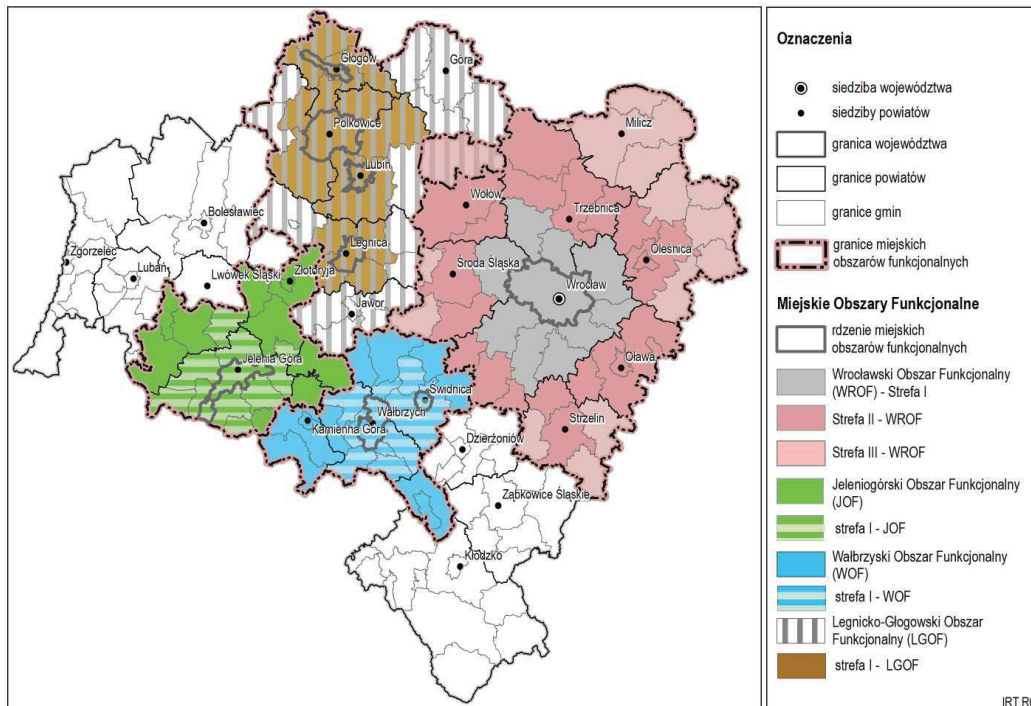 Głogów
Góra
Polkowice
Milicz
Lubin
Wołów
Trzebnica
Bolesławiec
Oleśnica
Legnica
Zgorzelec
Środa Śląska
Lubań
Lwówek Śląski
Złotoryja
Wrocław
Jawor
Jelenia Góra
Oława
Świdnica
Wałbrzych
Kamienna Góra
Strzelin
Dzierżoniów
Ząbkowice Śląskie
Kłodzko
Oznaczenia
siedziba województwa
siedziby powiatów
granica województwa
granice powiatów
granice gmin
granice miejskich
obszarów funkcjonalnych
Miejskie Obszary Funkcjonalne
rdzenie miejskich
obszarów funkcjonalnych
Wrocławski Obszar Funkcjonalny
(WROF) - Strefa I
Strefa II - WROF
Strefa III - WROF
Jeleniogórski Obszar Funkcjonalny
(JOF)
strefa I - JOF
Wałbrzyski Obszar Funkcjonalny
(WOF)
strefa I - WOF
Legnicko-Głogowski Obszar
Funkcjonalny (LGOF)
strefa I - LGOF
IRT